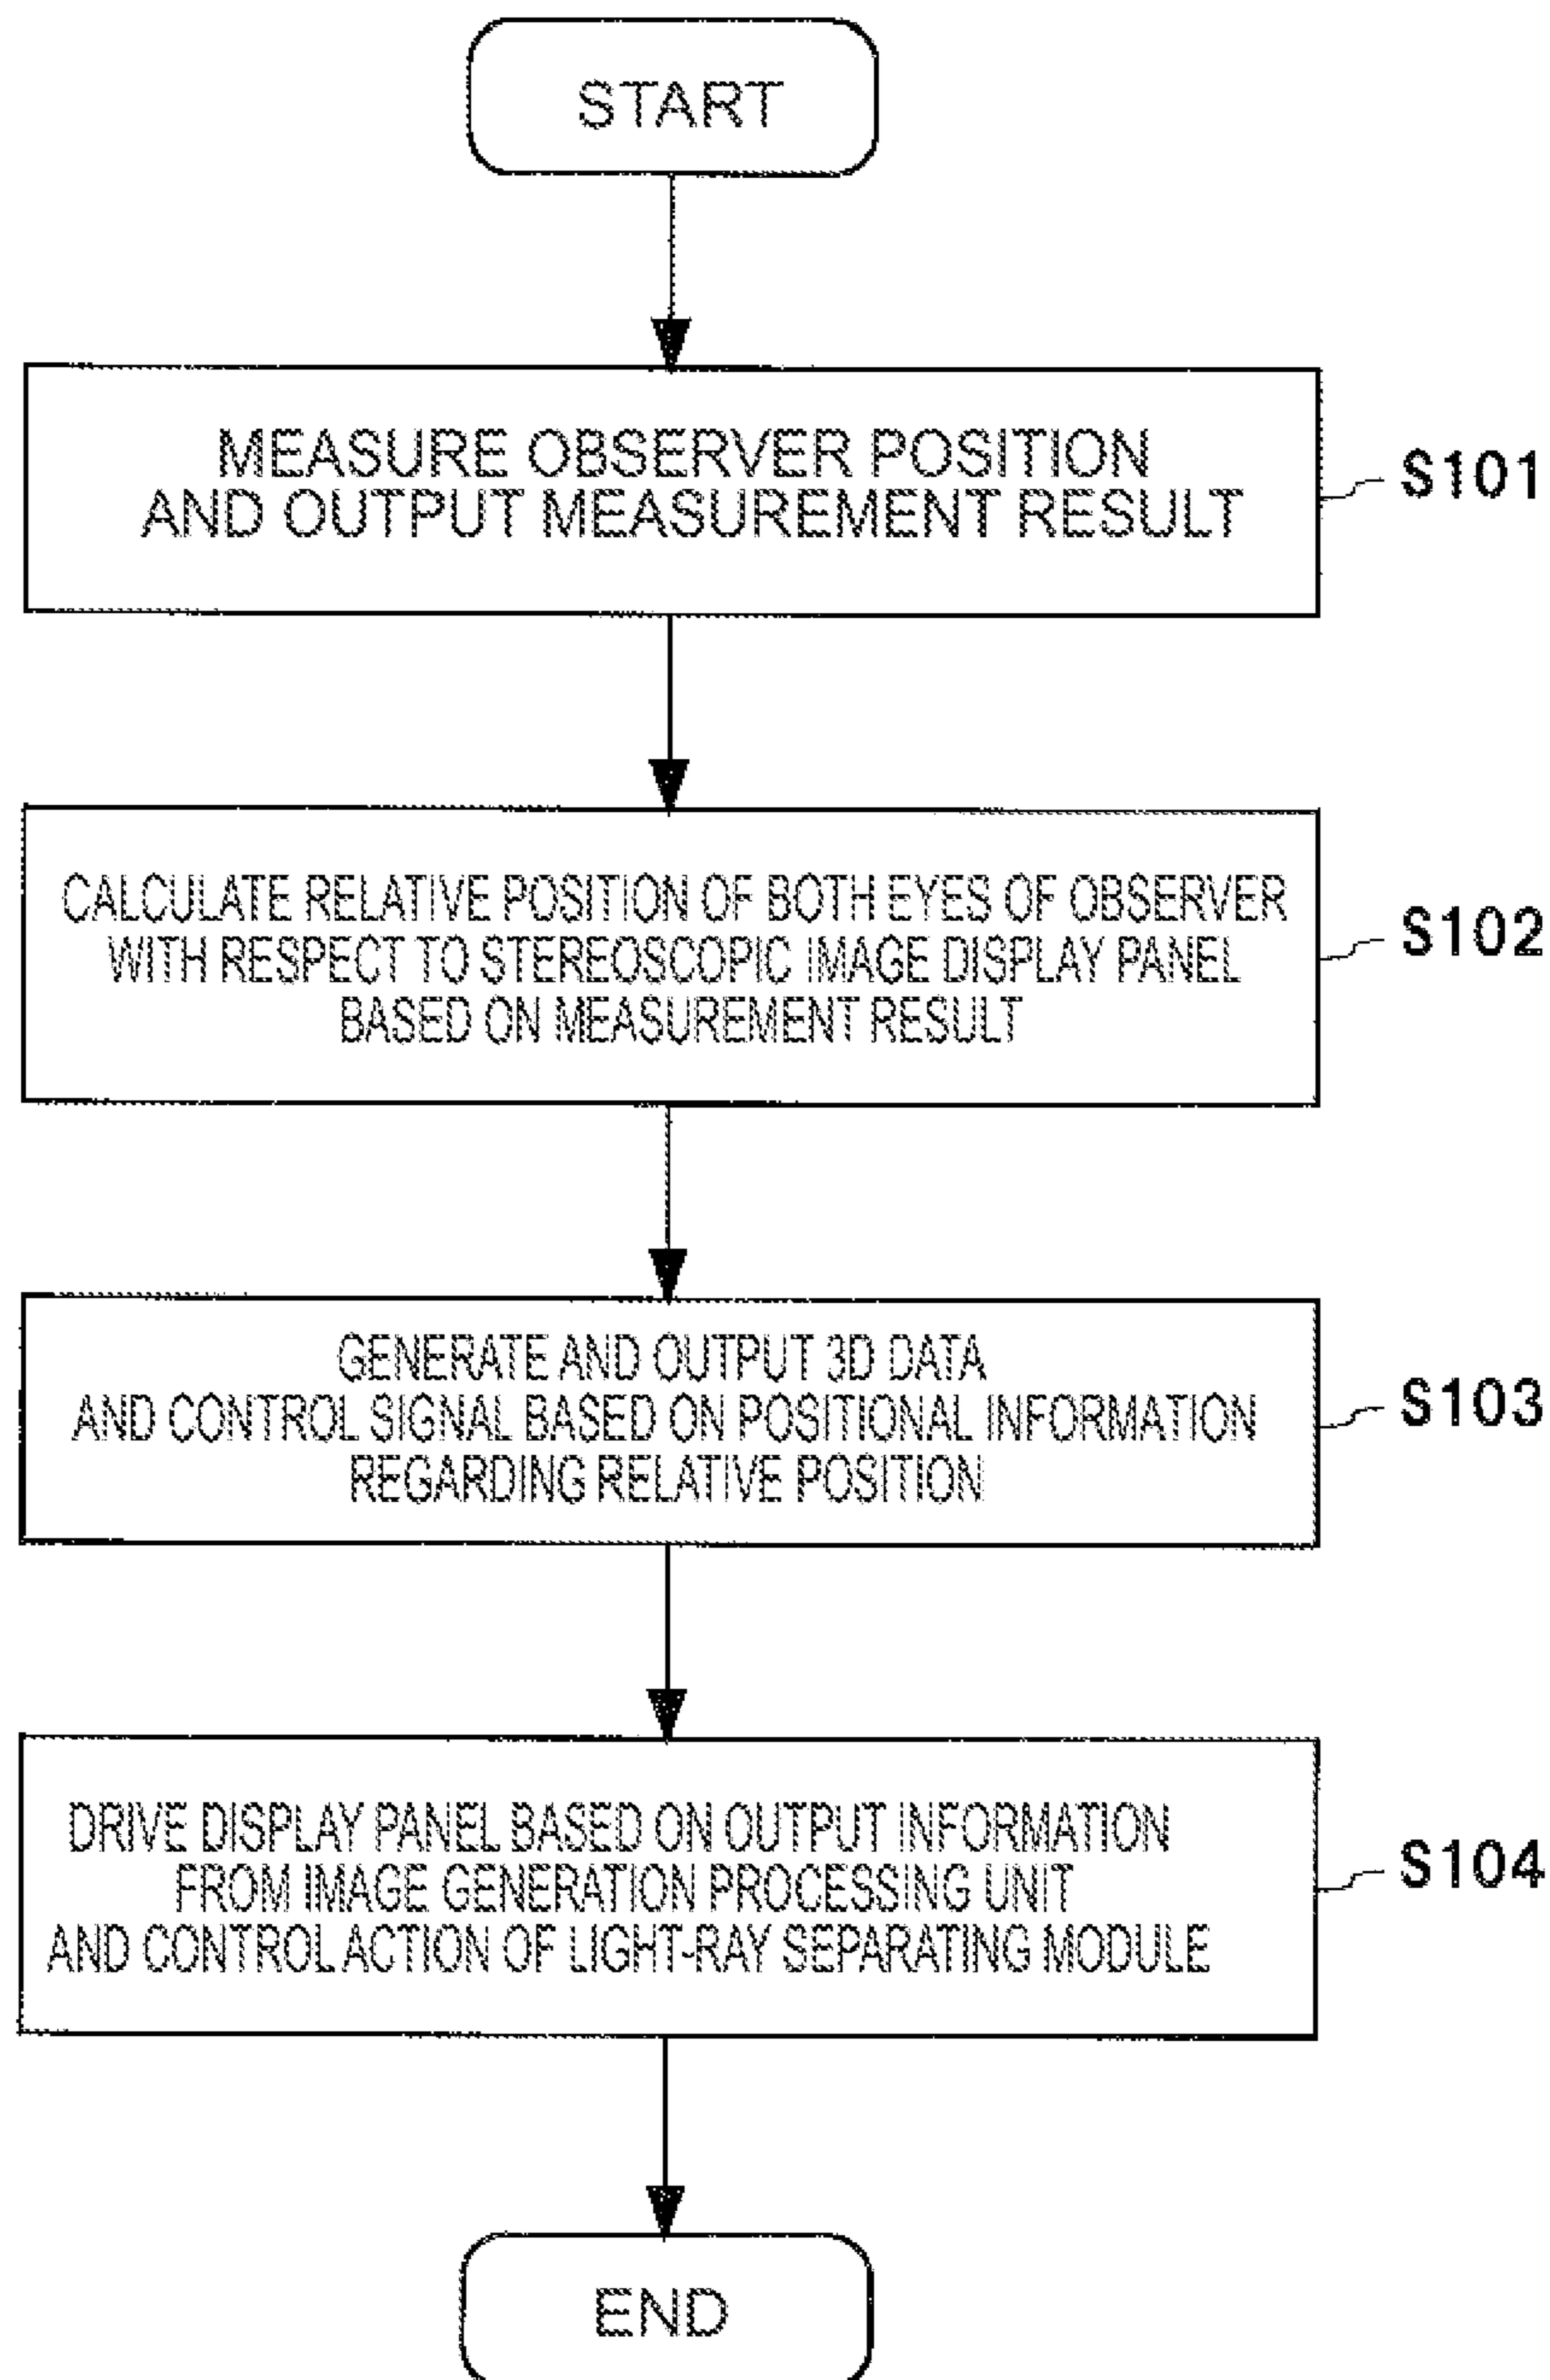 START
MEASURE OBSERVER POSITION
AND OUTPUT MEASUREMENT RESULT
S101
CALCULATE RELATIVE POSITION OF BOTH EYES OF OBSERVER
WITH RESPECT TO STEREOSCOPIC IMAGE DISPLAY PANEL
BASED ON MEASUREMENT RESULT
S102
GENERATE AND OUTPUT 3D DATA
AND CONTROL SIGNAL BASED ON POSITIONAL INFORMATION
REGARDING RELATIVE POSITION
S103
DRIVE DISPLAY PANEL BASED ON OUTPUT INFORMATION
FROM IMAGE GENERATION PROCESSING UNIT
AND CONTROL ACTION OF LIGHT-RAY SEPARATING MODULE
S104
END